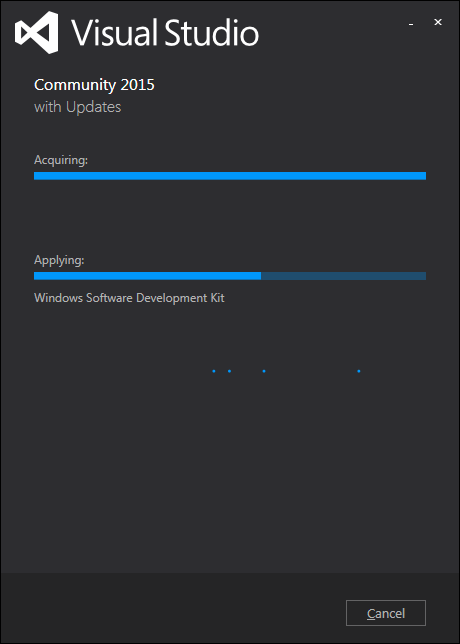 Visual Studio
Community 2015
with Updates
Acquiring:
Applying:
Windows Software Development Kit
Cancel